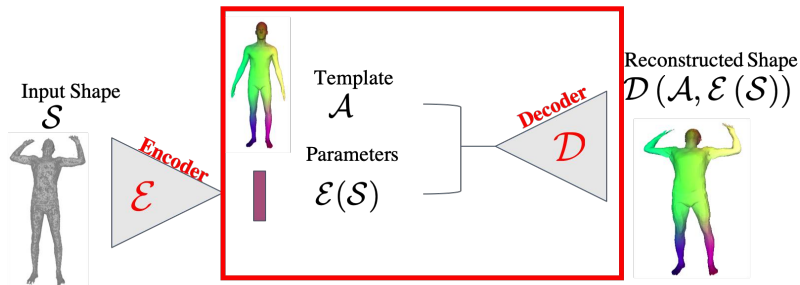 Input Shape
𝒮
Encoder
ℰ
Template
𝒜
Parameters
ℰ(𝒮)
Decoder
𝒟
Reconstructed Shape
𝒟 (𝒜, ℰ (𝒮))